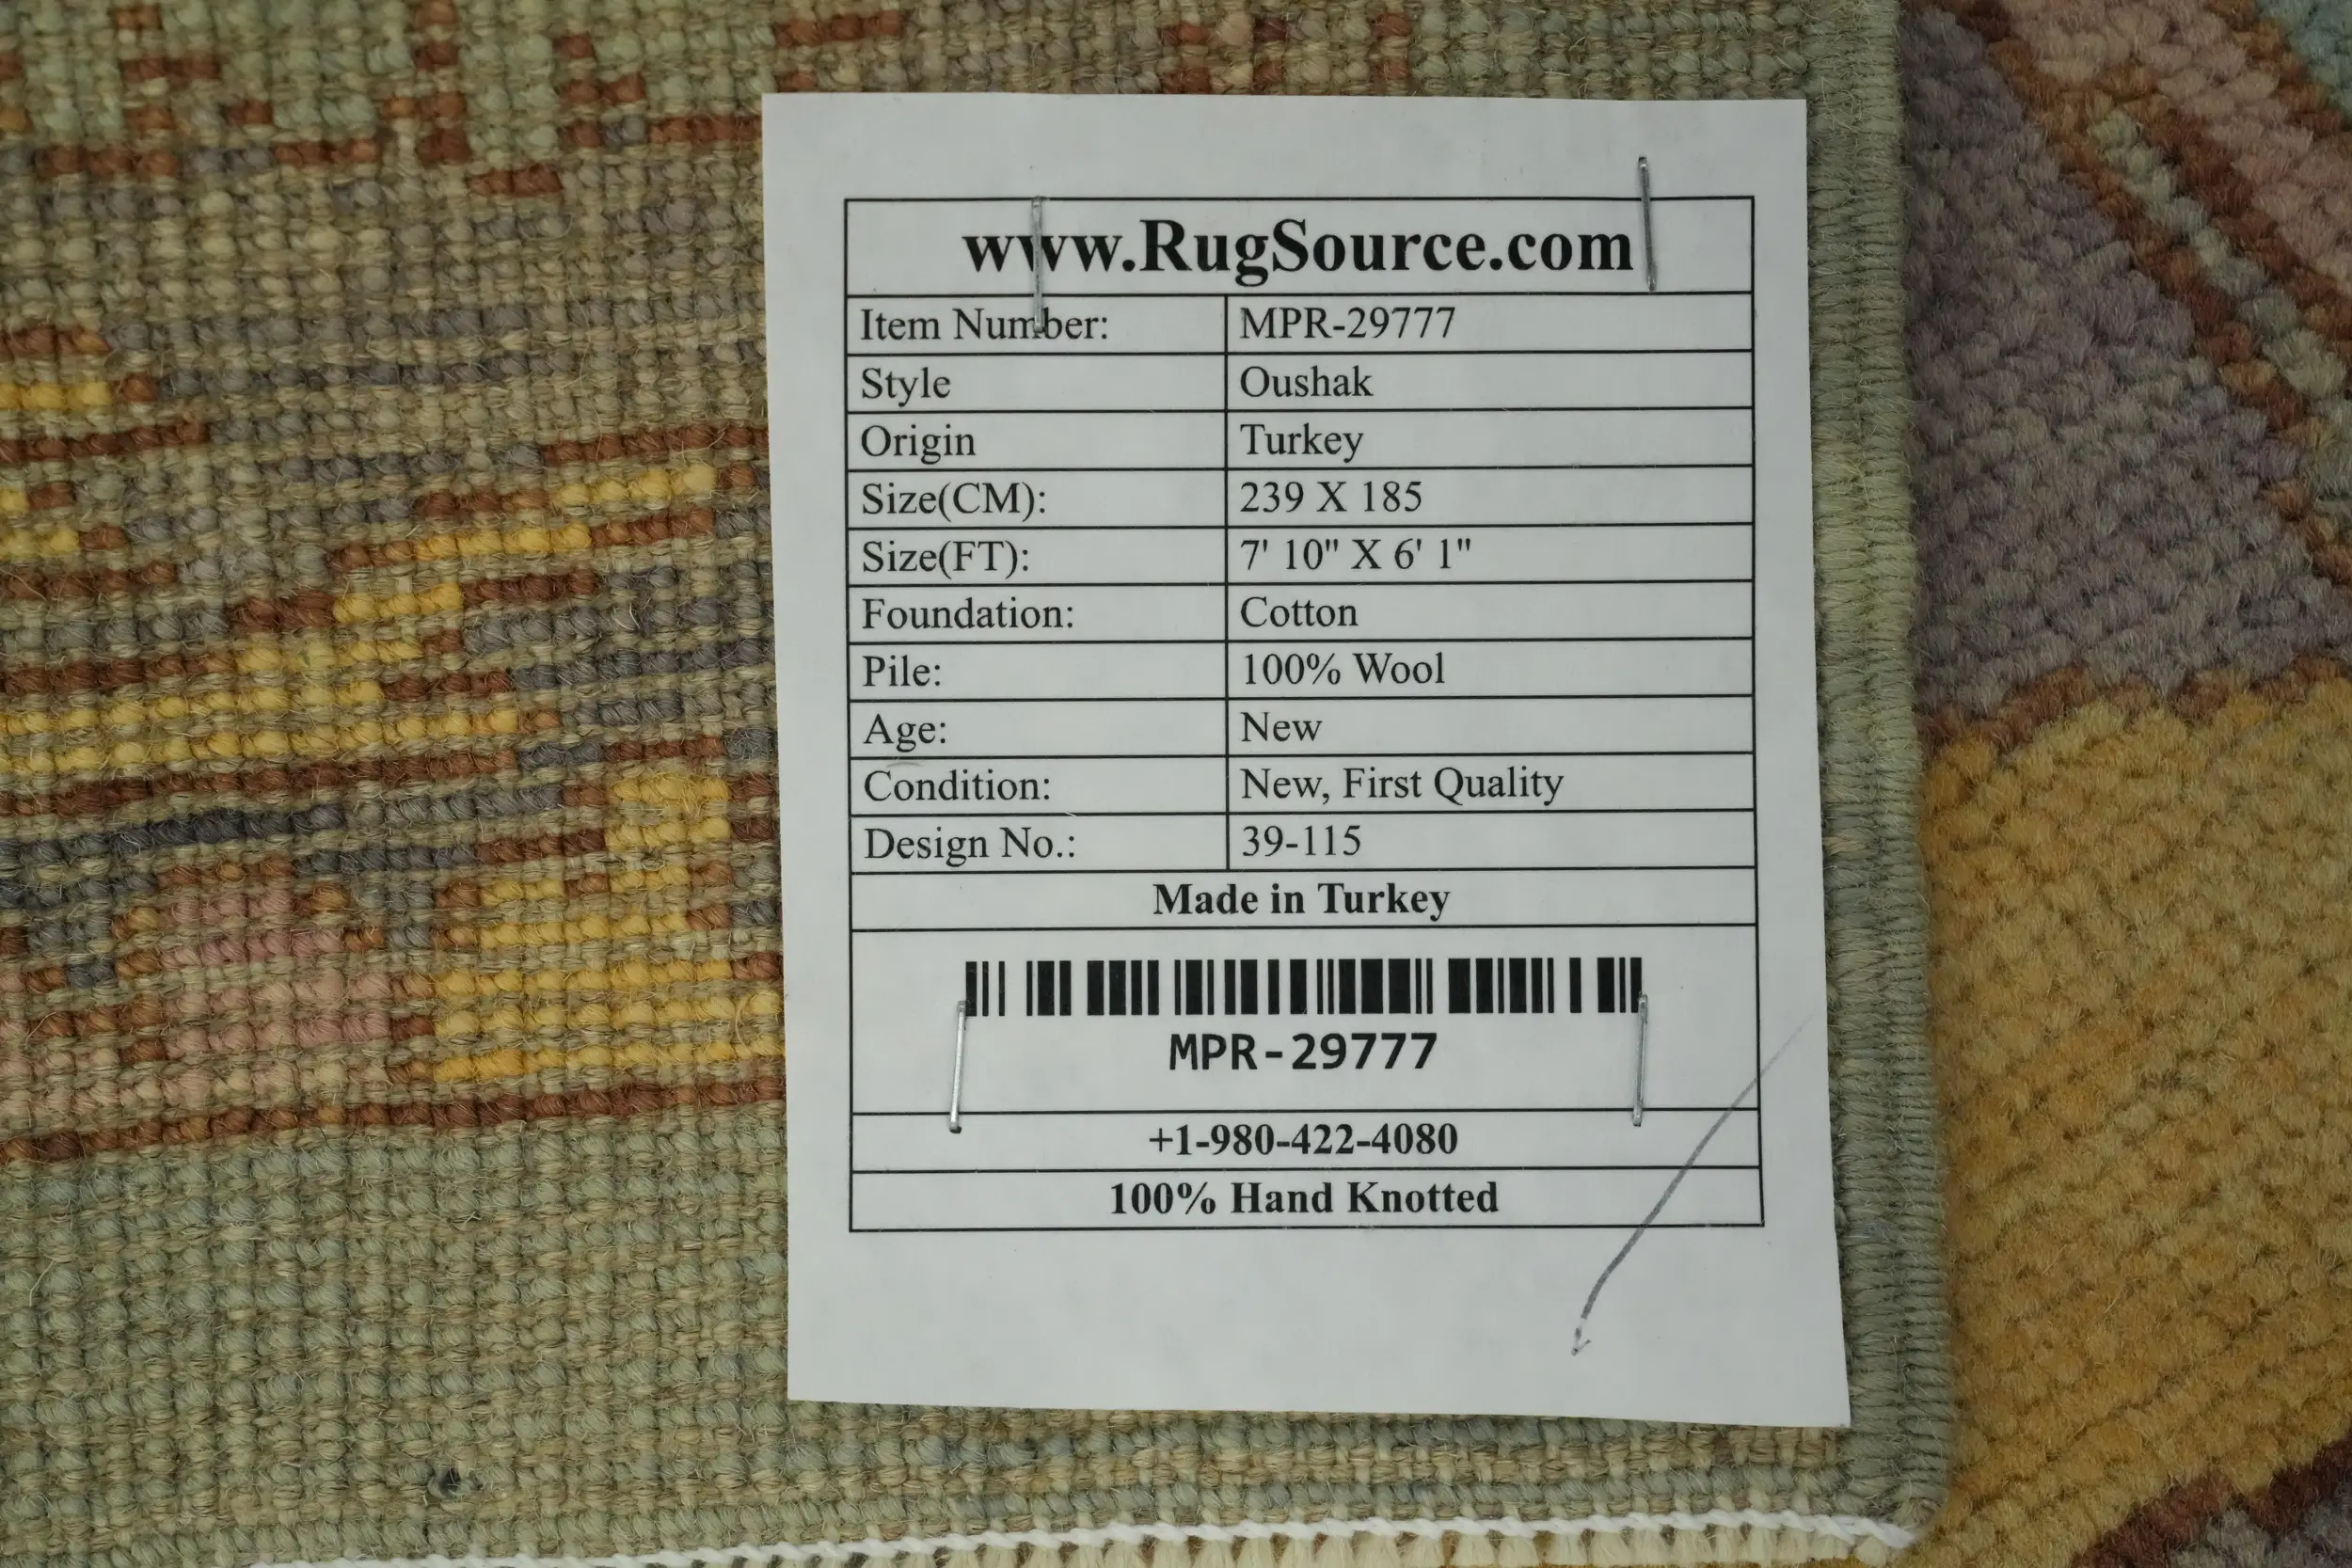 www.RugSource.com
Item Number: MPR-29777
Style Oushak
Origin Turkey
Size(CM): 239 X 185
Size(FT): 7' 10" X 6' 1"
Foundation: Cotton
Pile: 100% Wool
Age: New
Condition: New, First Quality
Design No.: 39-115
Made in Turkey
MPR-29777
+1-980-422-4080
100% Hand Knotted